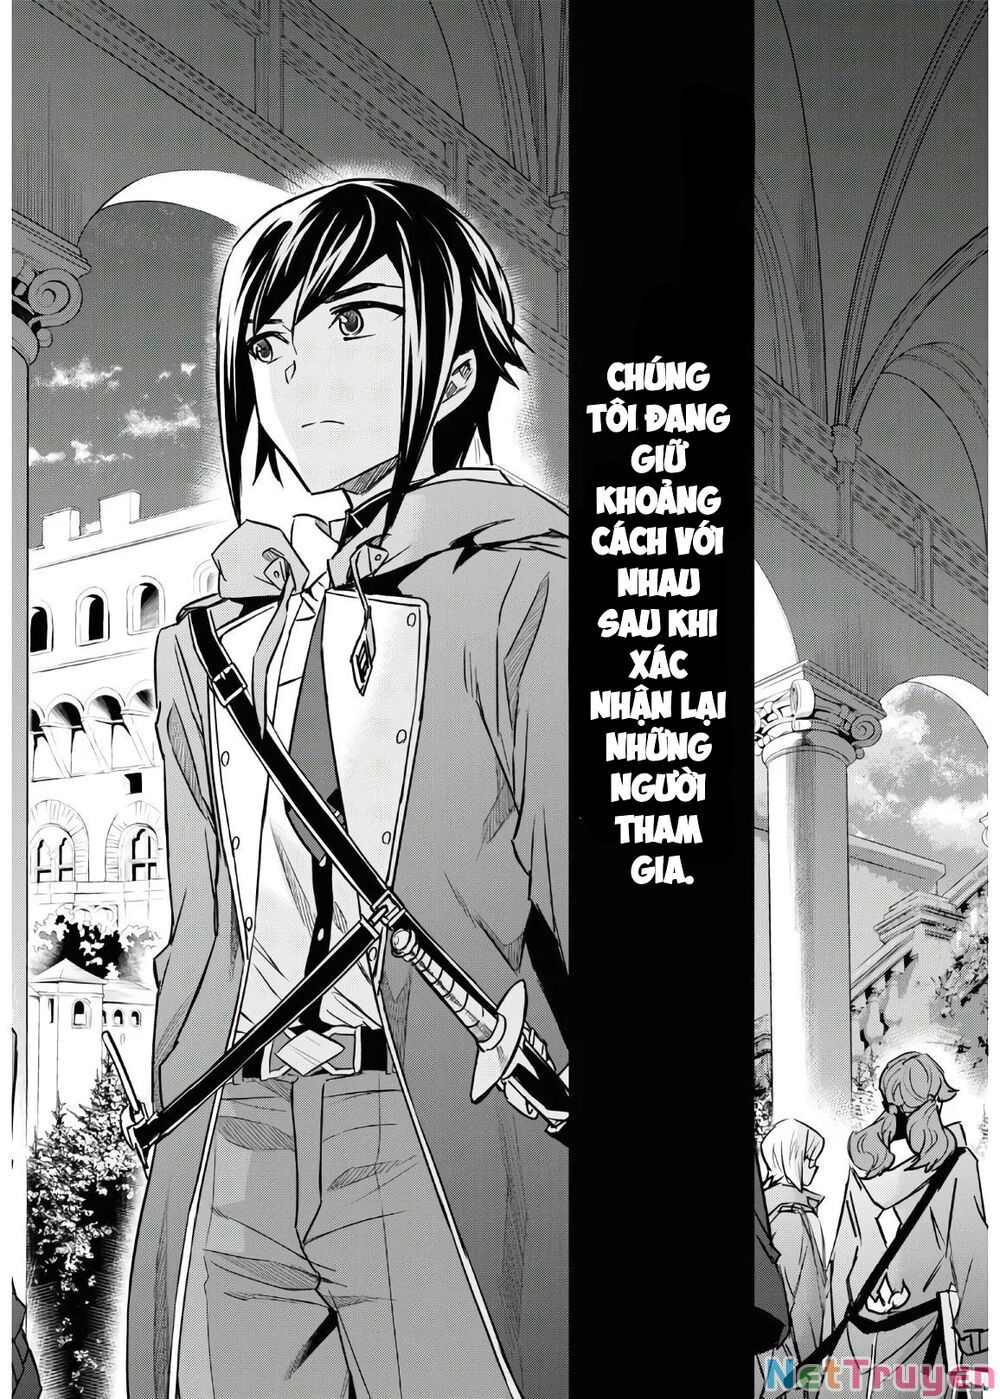 CHÚNG
TÔI ĐANG
GIỮ
KHOẢNG
CÁCH VỚI
NHAU
SAU KHI
XÁC
NHẬN LẠI
NHỮNG
NGƯỜI
THAM
GIA.
NetTruyen